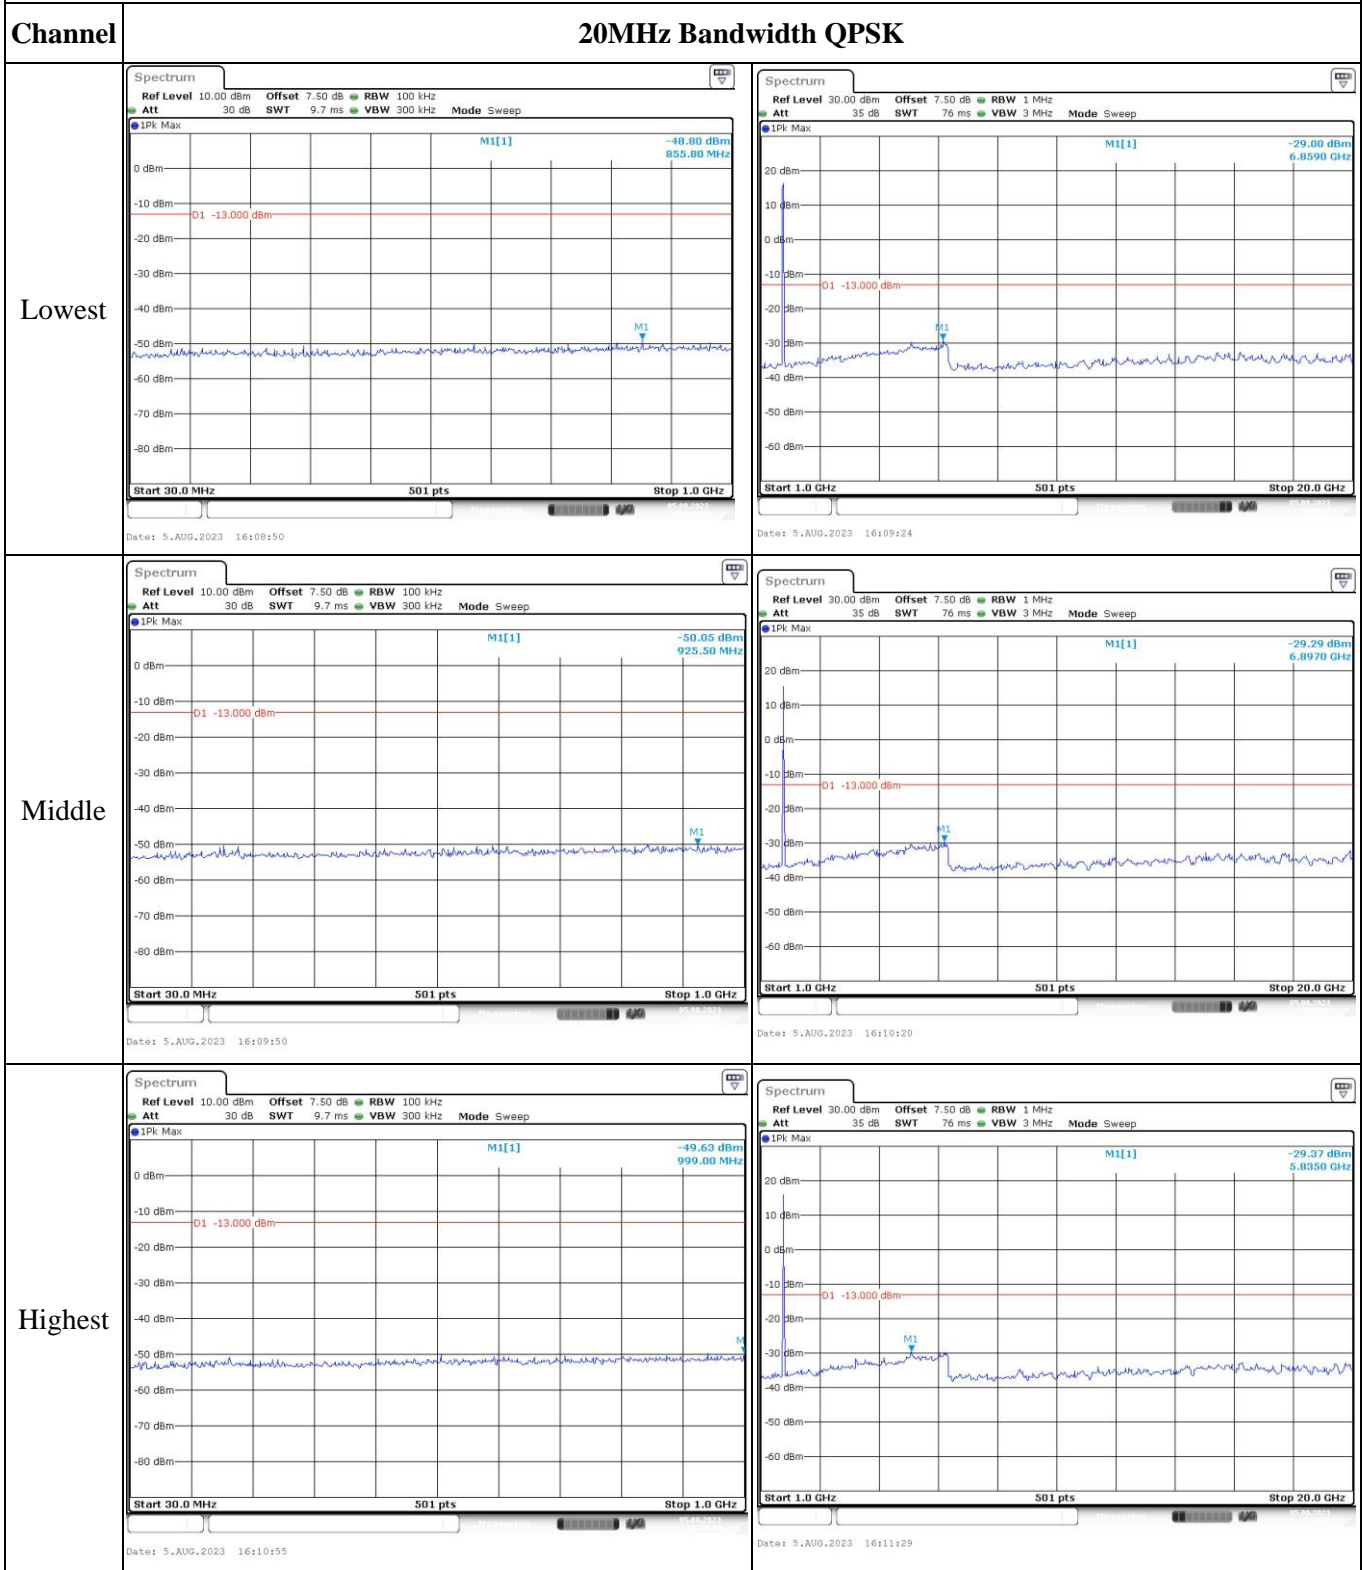 Channel 20MHz Bandwidth QPSK
Lowest
Spectrum
Ref Level 10.00 dBm Offset 7.50 dB RBW 100 kHz
Att 30 dB SWT 9.7 ms VBW 300 kHz Mode Sweep
1Pk Max
M1[1] -48.80 dBm
855.80 MHz
0 dBm
-10 dBm
D1 -13.000 dBm
-20 dBm
-30 dBm
-40 dBm
M1
-50 dBm
-60 dBm
-70 dBm
-80 dBm
Start 30.0 MHz 501 pts Stop 1.0 GHz
05.08.2023
Date: 5.AUG.2023 16:08:50
Spectrum
Ref Level 30.00 dBm Offset 7.50 dB RBW 1 MHz
Att 35 dB SWT 76 ms VBW 3 MHz Mode Sweep
1Pk Max
M1[1] -29.00 dBm
6.8590 GHz
20 dBm
10 dBm
0 dBm
-10 dBm
D1 -13.000 dBm
-20 dBm
M1
-30 dBm
-40 dBm
-50 dBm
-60 dBm
Start 1.0 GHz 501 pts Stop 20.0 GHz
05.08.2023
Date: 5.AUG.2023 16:09:24
Middle
Spectrum
Ref Level 10.00 dBm Offset 7.50 dB RBW 100 kHz
Att 30 dB SWT 9.7 ms VBW 300 kHz Mode Sweep
1Pk Max
M1[1] -50.05 dBm
925.50 MHz
0 dBm
-10 dBm
D1 -13.000 dBm
-20 dBm
-30 dBm
-40 dBm
M1
-50 dBm
-60 dBm
-70 dBm
-80 dBm
Start 30.0 MHz 501 pts Stop 1.0 GHz
05.08.2023
Date: 5.AUG.2023 16:09:50
Spectrum
Ref Level 30.00 dBm Offset 7.50 dB RBW 1 MHz
Att 35 dB SWT 76 ms VBW 3 MHz Mode Sweep
1Pk Max
M1[1] -29.29 dBm
6.8970 GHz
20 dBm
10 dBm
0 dBm
-10 dBm
D1 -13.000 dBm
-20 dBm
M1
-30 dBm
-40 dBm
-50 dBm
-60 dBm
Start 1.0 GHz 501 pts Stop 20.0 GHz
05.08.2023
Date: 5.AUG.2023 16:10:20
Highest
Spectrum
Ref Level 10.00 dBm Offset 7.50 dB RBW 100 kHz
Att 30 dB SWT 9.7 ms VBW 300 kHz Mode Sweep
1Pk Max
M1[1] -49.63 dBm
999.00 MHz
0 dBm
-10 dBm
D1 -13.000 dBm
-20 dBm
-30 dBm
-40 dBm
M
-50 dBm
-60 dBm
-70 dBm
-80 dBm
Start 30.0 MHz 501 pts Stop 1.0 GHz
05.08.2023
Date: 5.AUG.2023 16:10:55
Spectrum
Ref Level 30.00 dBm Offset 7.50 dB RBW 1 MHz
Att 35 dB SWT 76 ms VBW 3 MHz Mode Sweep
1Pk Max
M1[1] -29.37 dBm
5.8350 GHz
20 dBm
10 dBm
0 dBm
-10 dBm
D1 -13.000 dBm
-20 dBm
M1
-30 dBm
-40 dBm
-50 dBm
-60 dBm
Start 1.0 GHz 501 pts Stop 20.0 GHz
05.08.2023
Date: 5.AUG.2023 16:11:29